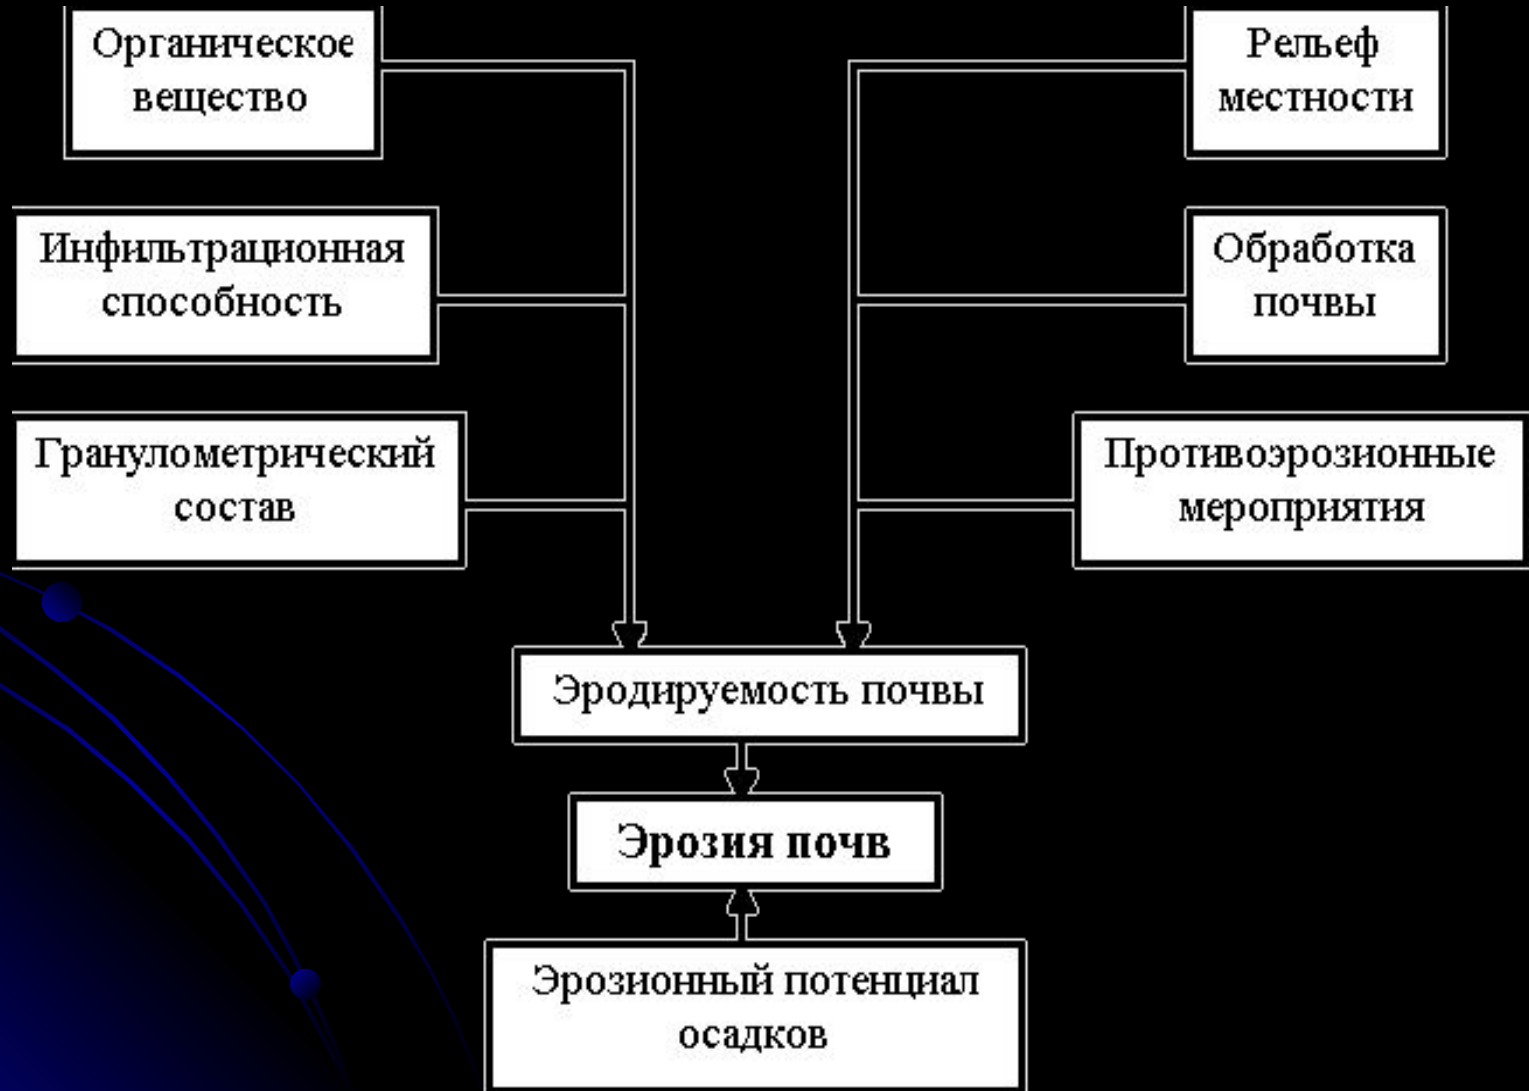 Органическое
вещество
Рельеф
местности
Инфильтрационная
способность
Обработка
почвы
Гранулометрический
состав
Противоэрозионные
мероприятия
Эродируемость почвы
Эрозия почв
Эрозионный потенциал
осадков